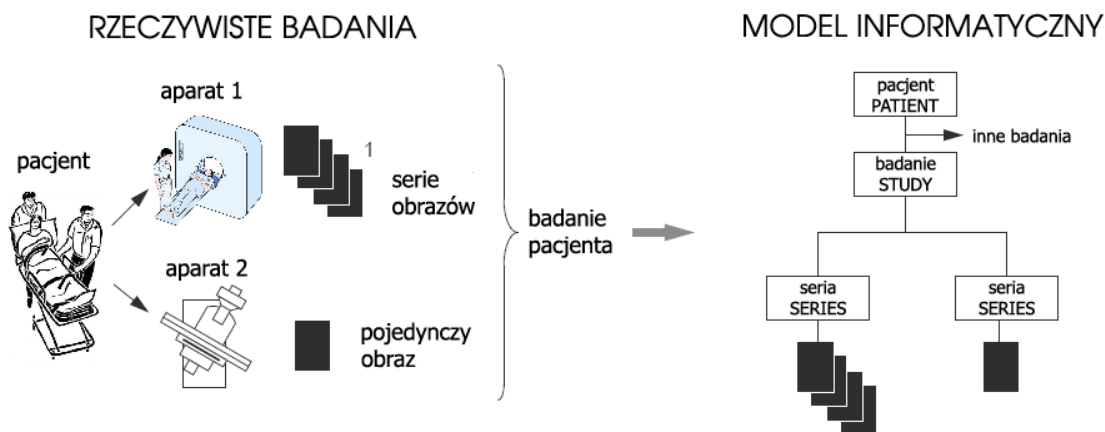 RZECZYWISTE BADANIA
MODEL INFORMATYCZNY
pacjent
aparat 1
1
serie
obrazów
aparat 2
pojedynczy
obraz
badanie
pacjenta
pacjent
PATIENT
inne badania
badanie
STUDY
seria
SERIES
seria
SERIES